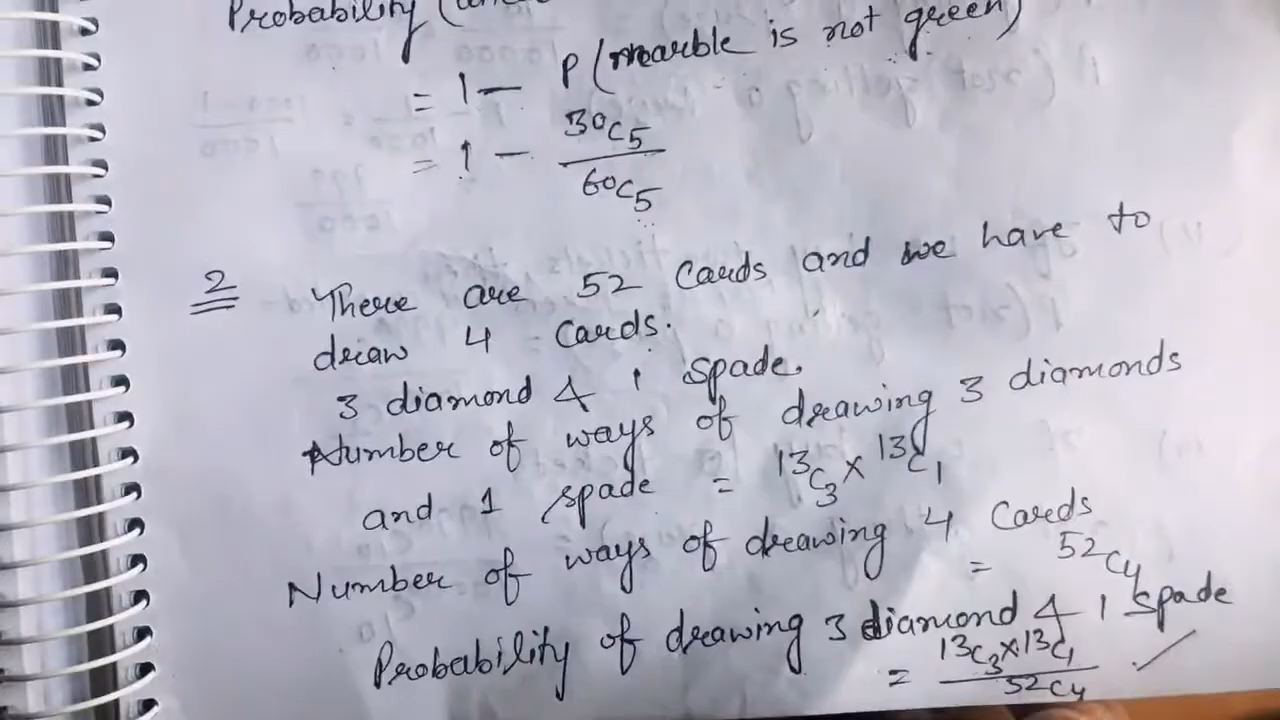 Probability (
= 1 - P (marble is not green)
= 1 - 30C5 / 60C5
2 There are 52 cards and we have to
draw 4 cards.
3 diamond & 1 spade.
Number of ways of drawing 3 diamonds
and 1 spade = 13C3 × 13C1
Number of ways of drawing 4 cards
= 52C4
Probability of drawing 3 diamond & 1 spade
= 13C3 × 13C1 / 52C4 ✓